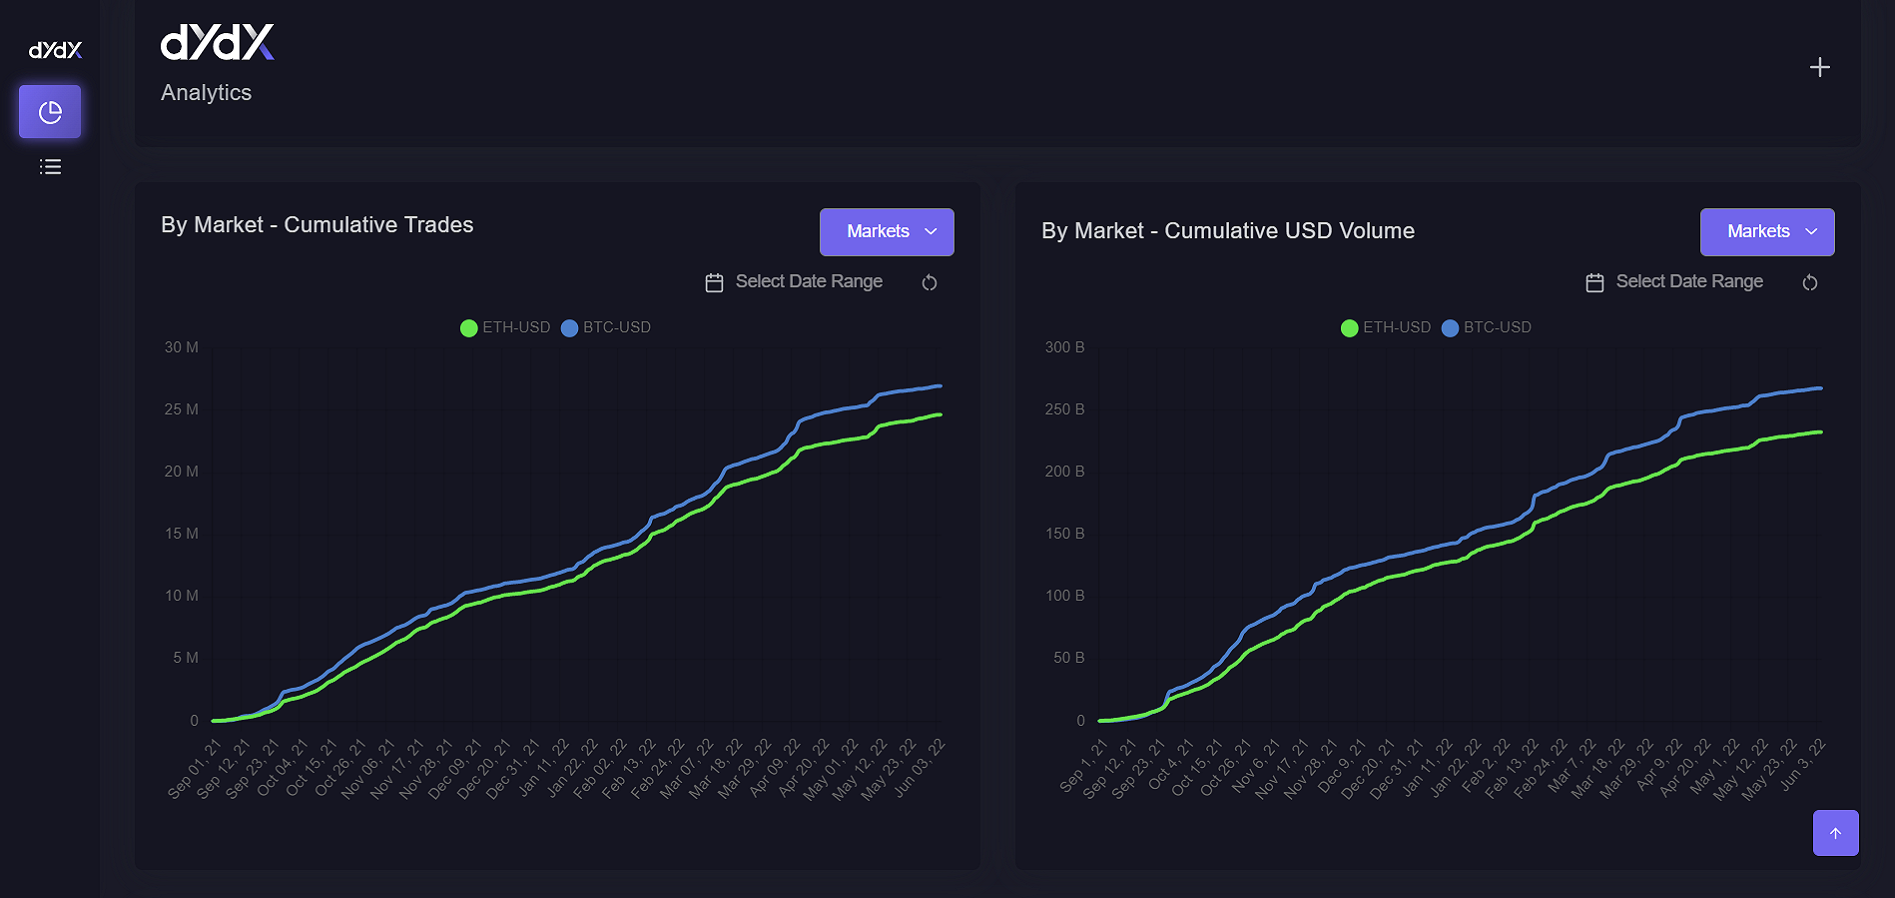 dYdX
dYdX
Analytics
By Market - Cumulative Trades
Markets
Select Date Range
ETH-USD BTC-USD
30 M
25 M
20 M
15 M
10 M
5 M
0
Sep 01, 21
Sep 12, 21
Sep 23, 21
Oct 04, 21
Oct 15, 21
Oct 26, 21
Nov 06, 21
Nov 17, 21
Nov 28, 21
Dec 09, 21
Dec 20, 21
Dec 31, 21
Jan 11, 22
Jan 22, 22
Feb 02, 22
Feb 13, 22
Feb 24, 22
Mar 07, 22
Mar 18, 22
Mar 29, 22
Apr 09, 22
Apr 20, 22
May 01, 22
May 12, 22
May 23, 22
Jun 03, 22
By Market - Cumulative USD Volume
Markets
Select Date Range
ETH-USD BTC-USD
300 B
250 B
200 B
150 B
100 B
50 B
0
Sep 1, 21
Sep 12, 21
Sep 23, 21
Oct 4, 21
Oct 15, 21
Oct 26, 21
Nov 6, 21
Nov 17, 21
Nov 28, 21
Dec 9, 21
Dec 20, 21
Dec 31, 21
Jan 11, 22
Jan 22, 22
Feb 2, 22
Feb 13, 22
Feb 24, 22
Mar 7, 22
Mar 18, 22
Mar 29, 22
Apr 9, 22
Apr 20, 22
May 1, 22
May 12, 22
May 23, 22
Jun 3, 22